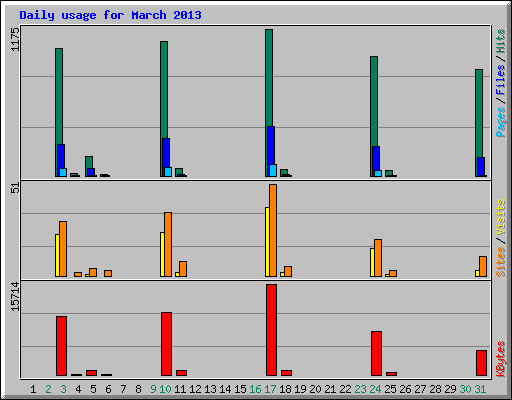 Daily usage for March 2013
1175
51
15714
Pages / Files / Hits
Sites / Visits
KBytes
1 2 3 4 5 6 7 8 9 10 11 12 13 14 15 16 17 18 19 20 21 22 23 24 25 26 27 28 29 30 31